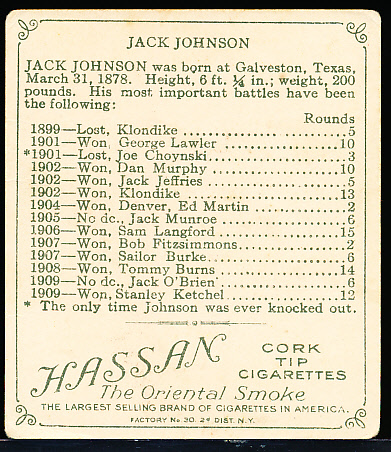 JACK JOHNSON
JACK JOHNSON was born at Galveston, Texas,
March 31, 1878. Height, 6 ft. ¼ in.; weight, 200
pounds. His most important battles have been
the following:
Rounds
1899—Lost, Klondike ........................ 5
1901—Won, George Lawler .................. 10
*1901—Lost, Joe Choynski.................... 3
1902—Won, Dan Murphy .................... 10
1902—Won, Jack Jeffries .................... 5
1902—Won, Klondike ........................ 13
1904—Won, Denver, Ed Martin .............. 2
1905—No dc., Jack Munroe .................. 6
1906—Won, Sam Langford .................. 15
1907—Won, Bob Fitzsimmons................ 2
1907—Won, Sailor Burke.................... 6
1908—Won, Tommy Burns .................. 14
1909—No dc., Jack O'Brien .................. 6
1909—Won, Stanley Ketchel................ 12
* The only time Johnson was ever knocked out.
HASSAN
CORK
TIP
CIGARETTES
The Oriental Smoke
THE LARGEST SELLING BRAND OF CIGARETTES IN AMERICA.
FACTORY No 30. 2d DIST. N.Y.